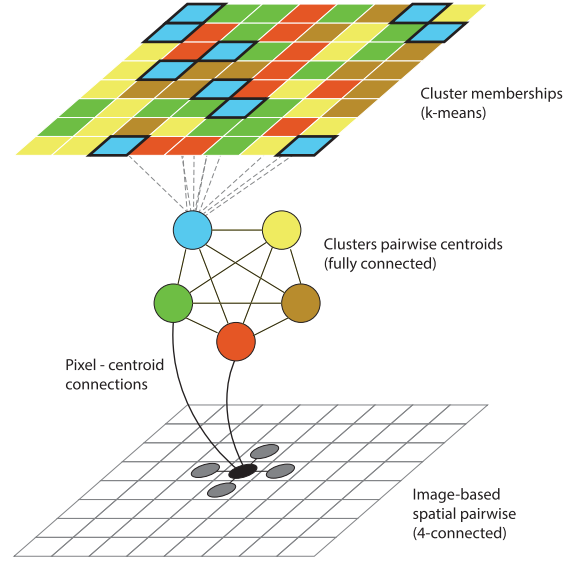 Cluster memberships
(k-means)
Clusters pairwise centroids
(fully connected)
Pixel - centroid
connections
Image-based
spatial pairwise
(4-connected)